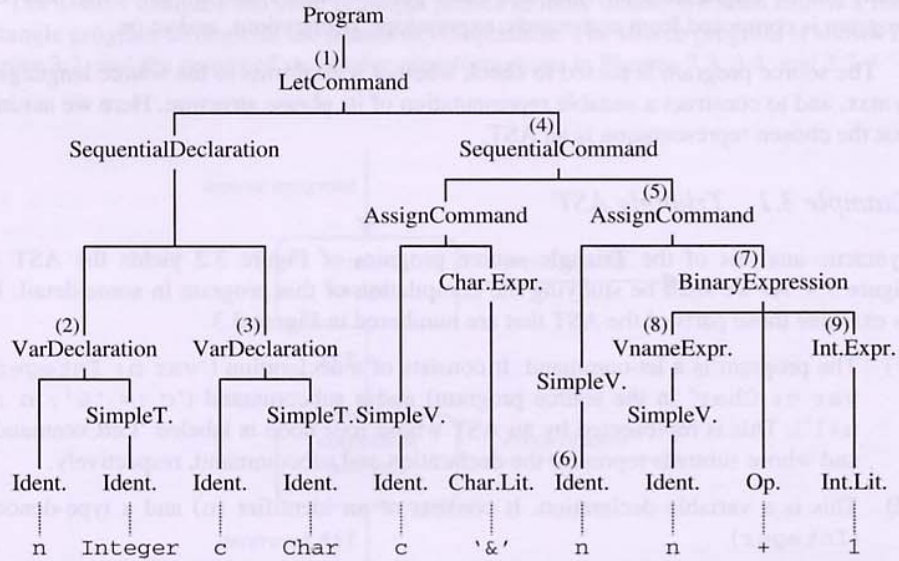 Program
(1)
LetCommand
(4)
SequentialDeclaration SequentialCommand
(5)
AssignCommand AssignCommand
(7)
Char.Expr. BinaryExpression
(2) (3) (8) (9)
VarDeclaration VarDeclaration VnameExpr. Int.Expr.
SimpleV.
SimpleT. SimpleT. SimpleV. SimpleV.
(6)
Ident. Ident. Ident. Ident. Ident. Char.Lit. Ident. Ident. Op. Int.Lit.
n Integer c Char c '&' n n + 1